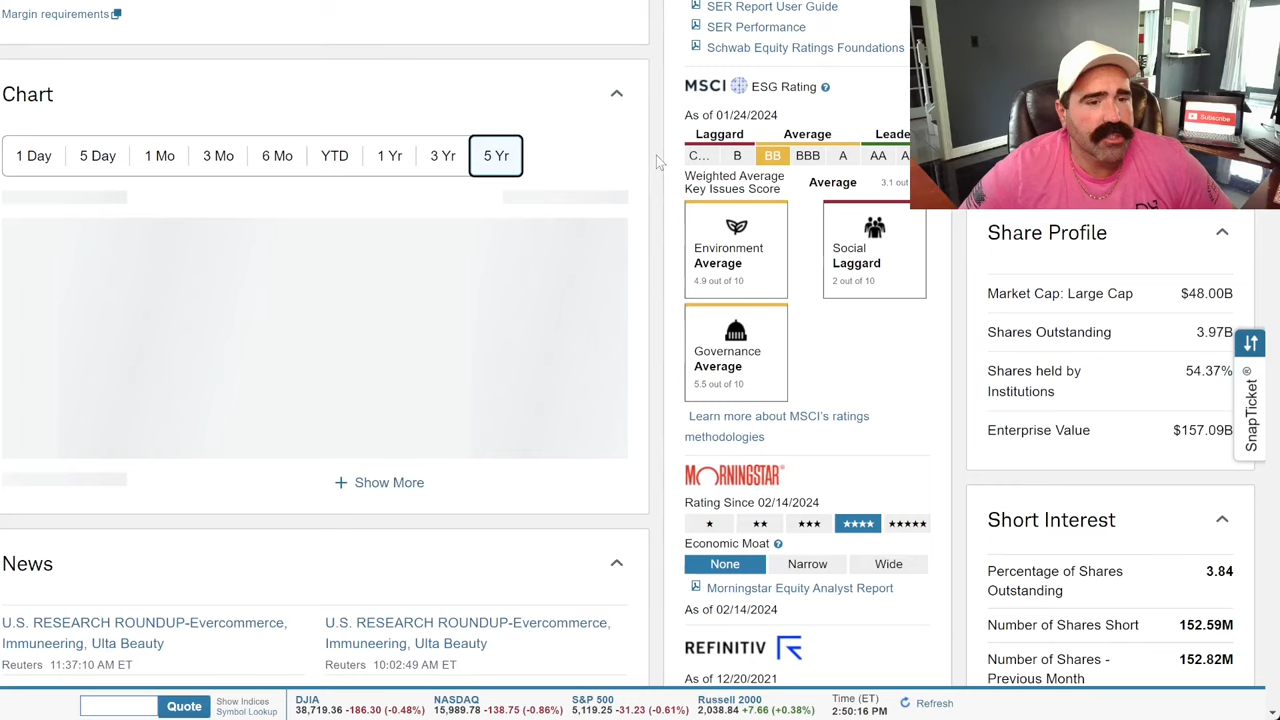 Margin requirements
Chart
1 Day 5 Day 1 Mo 3 Mo 6 Mo YTD 1 Yr 3 Yr 5 Yr
+ Show More
News
U.S. RESEARCH ROUNDUP-Evercommerce,
Immuneering, Ulta Beauty
Reuters 11:37:10 AM ET
U.S. RESEARCH ROUNDUP-Evercommerce,
Immuneering, Ulta Beauty
Reuters 10:02:49 AM ET
SER Report User Guide
SER Performance
Schwab Equity Ratings Foundations
MSCI ESG Rating
As of 01/24/2024
Laggard Average Leade
C... B BB BBB A AA A
Weighted Average
Key Issues Score
Average 3.1 out
Environment
Average
4.9 out of 10
Social
Laggard
2 out of 10
Governance
Average
5.5 out of 10
Learn more about MSCI's ratings
methodologies
MORNINGSTAR
Rating Since 02/14/2024
★ ★★ ★★★ ★★★★ ★★★★★
Economic Moat
None Narrow Wide
Morningstar Equity Analyst Report
As of 02/14/2024
REFINITIV
As of 12/20/2021
Subscribe
Share Profile
Market Cap: Large Cap $48.00B
Shares Outstanding 3.97B
Shares held by
Institutions
54.37%
Enterprise Value $157.09B
SnapTicket ®
Short Interest
Percentage of Shares
Outstanding
3.84
Number of Shares Short 152.59M
Number of Shares -
Previous Month
152.82M
Quote
Show Indices
Symbol Lookup
DJIA
38,719.36 -186.30 (-0.48%)
NASDAQ
15,989.78 -138.75 (-0.86%)
S&P 500
5,119.25 -31.23 (-0.61%)
Russell 2000
2,038.84 +7.66 (+0.38%)
Time (ET)
2:50:16 PM
Refresh